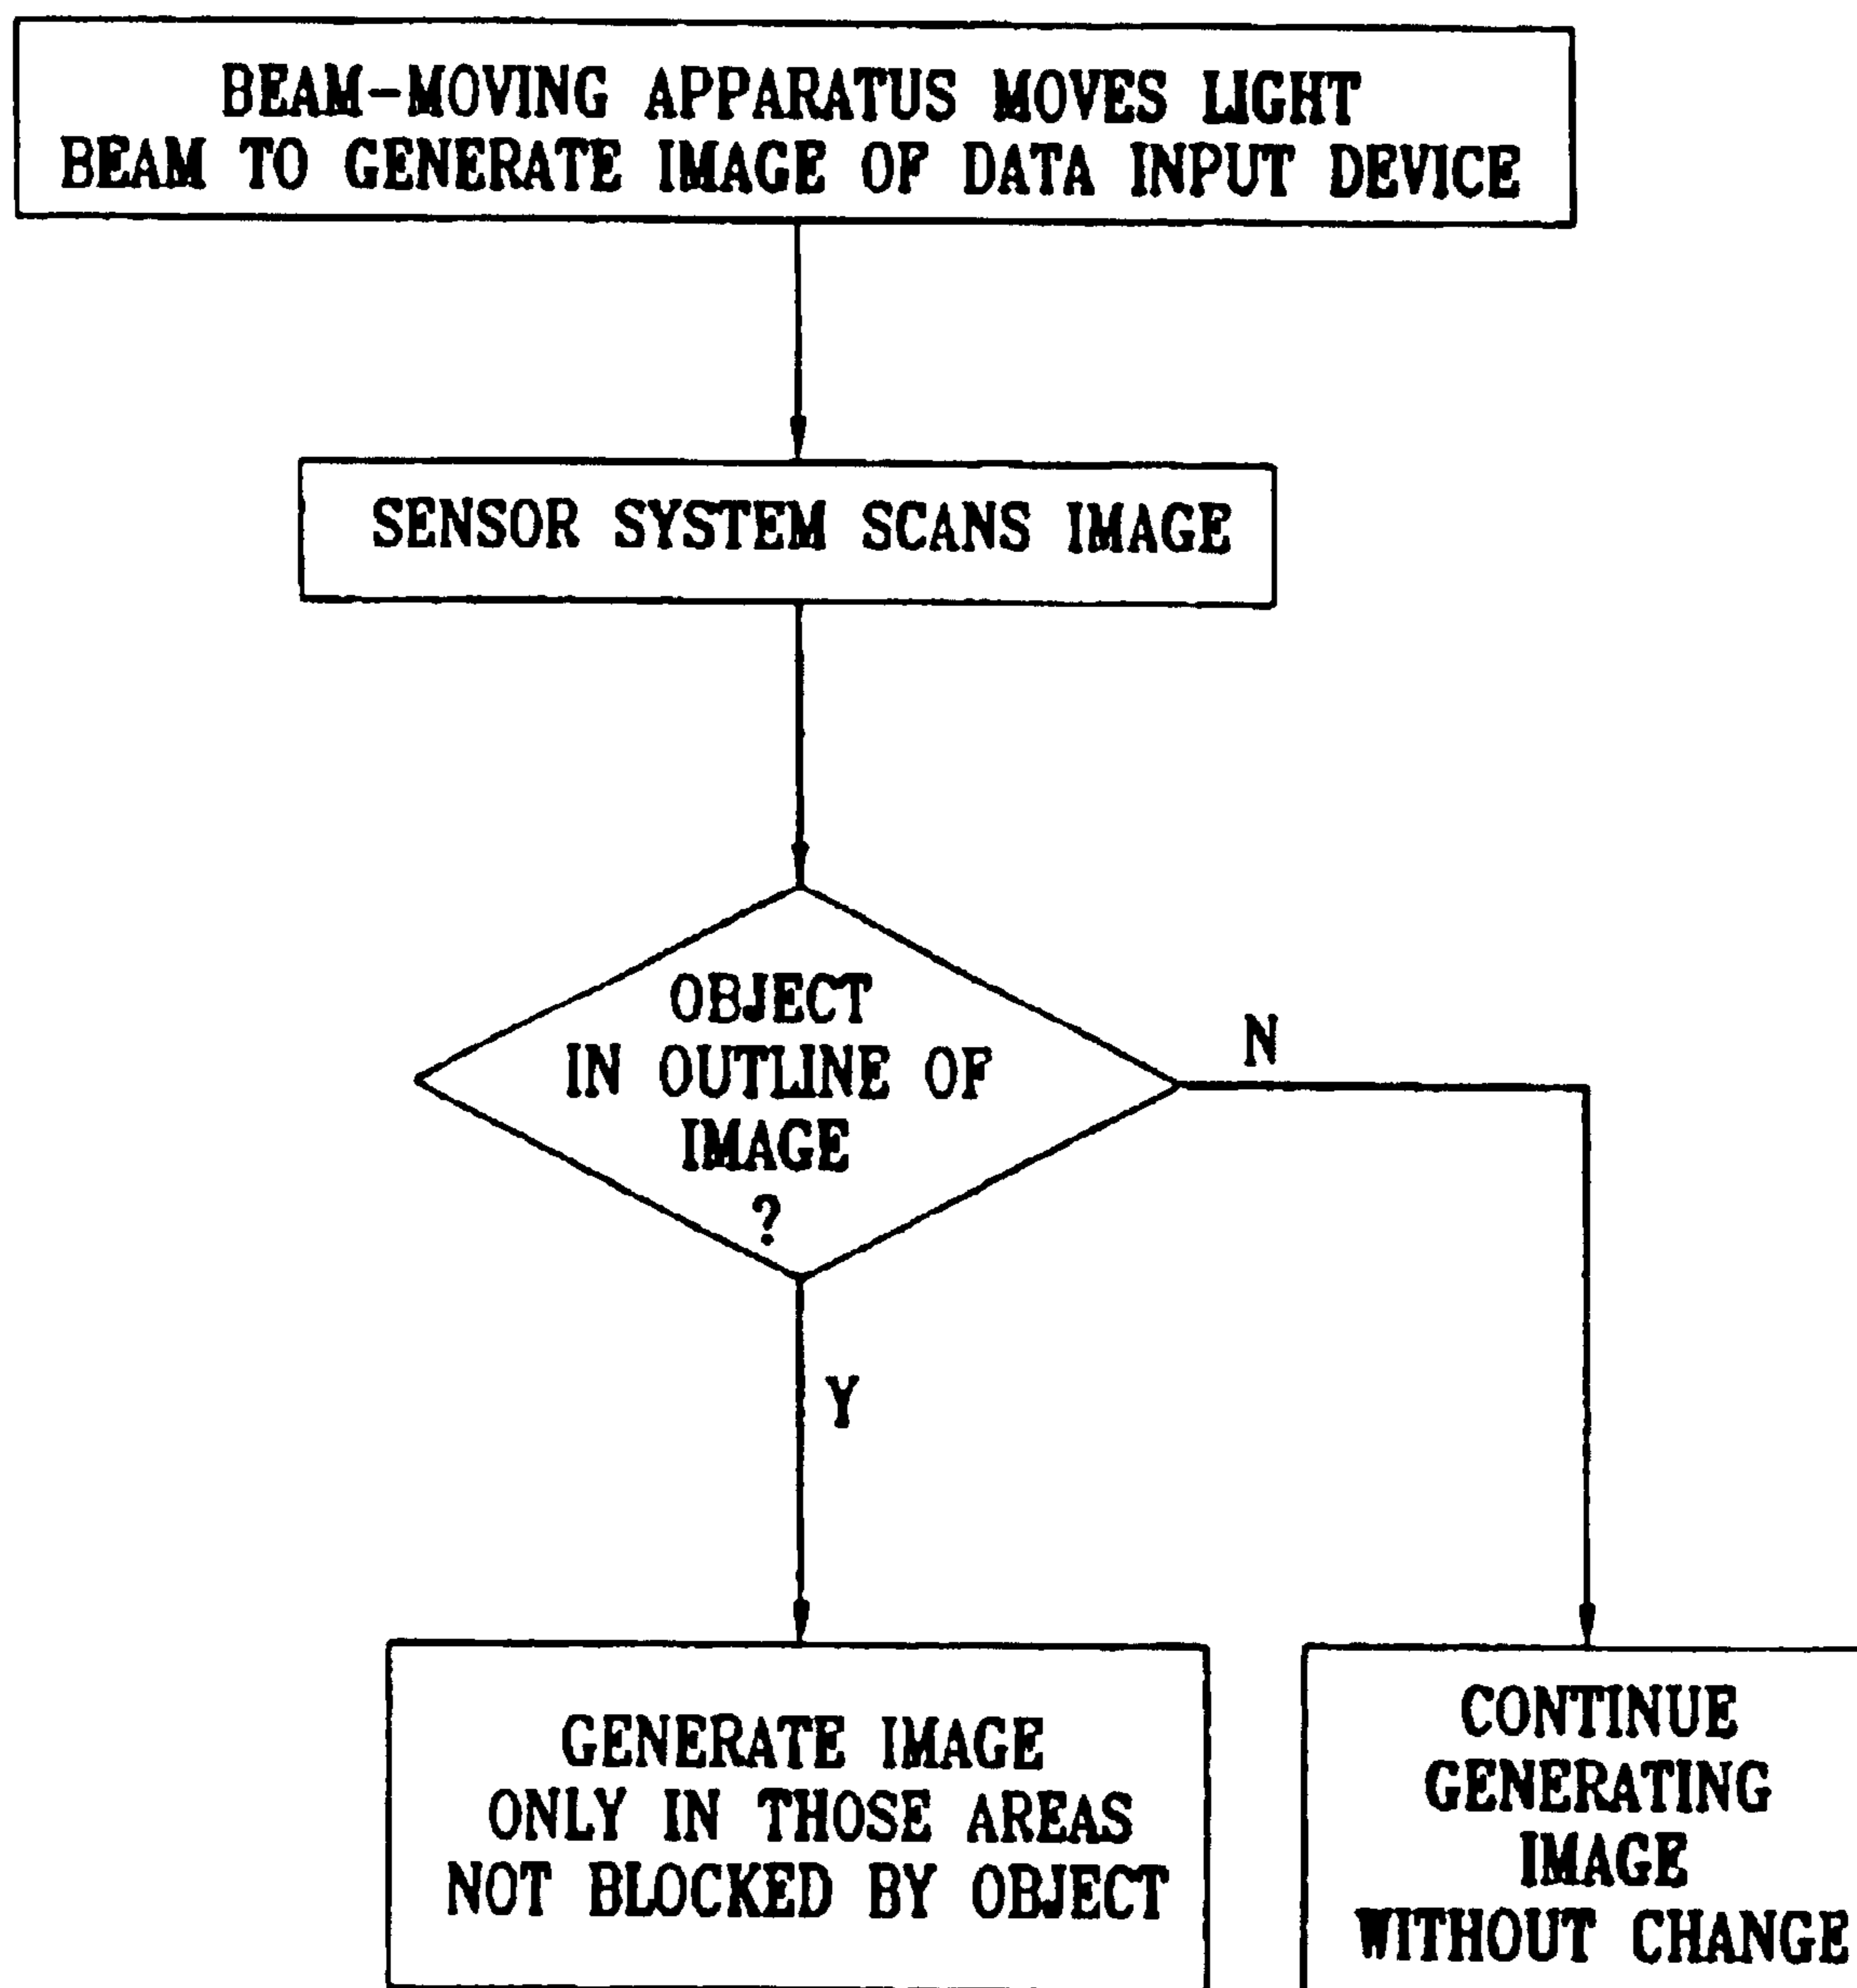 BEAM-MOVING APPARATUS MOVES LIGHT
BEAM TO GENERATE IMAGE OF DATA INPUT DEVICE
SENSOR SYSTEM SCANS IMAGE
OBJECT
IN OUTLINE OF
IMAGE
?
N
Y
GENERATE IMAGE
ONLY IN THOSE AREAS
NOT BLOCKED BY OBJECT
CONTINUE
GENERATING
IMAGE
WITHOUT CHANGE